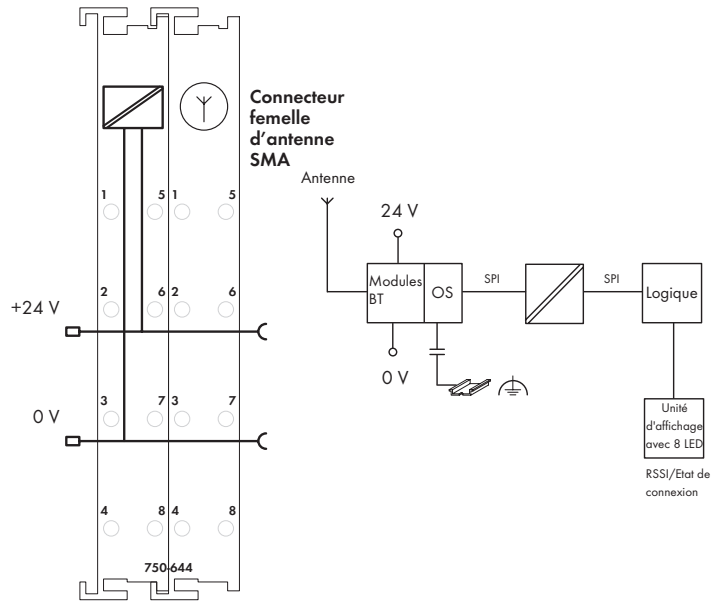 Connecteur
femelle
d'antenne
SMA
1 5 1 5
2 6 2 6
+24 V
0 V
3 7 3 7
4 8 4 8
750-644
Antenne
24 V
Modules
BT
OS
SPI
SPI
Logique
0 V
Unité
d'affichage
avec 8 LED
RSSI/Etat de
connexion